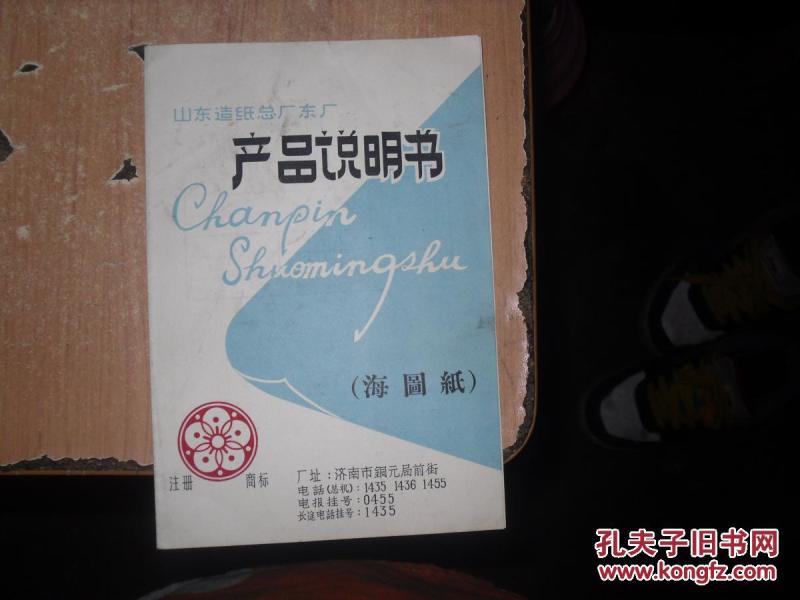 山东造纸总厂东厂
产品说明书
Chanpin
Shuomingshu
(海圖紙)
注册 商标
厂址:济南市銅元局前街
电話(总机):1435 1436 1455
电报挂号:0455
长途电話挂号:1435
孔夫子旧书网
www.kongfz.com